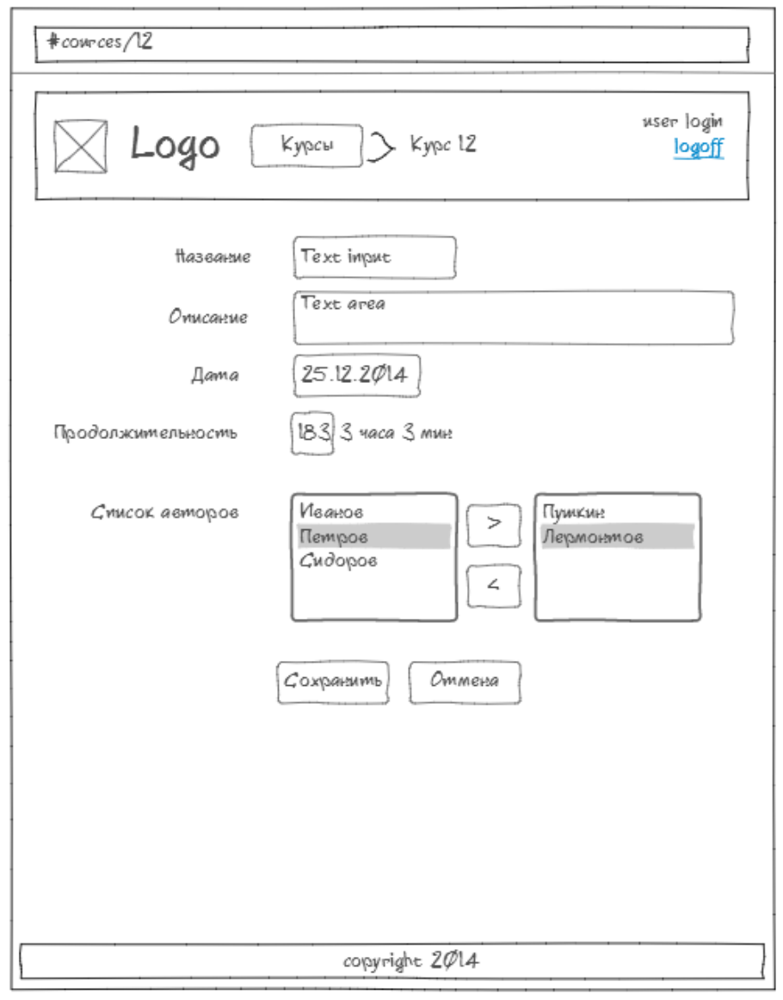 #cources/12
Logo
Курсы
Курс 12
user login
logoff
Название
Text input
Описание
Text area
Дата
25.12.2014
Продолжительность
183 3 часа 3 мин
Список авторов
Иванов
Петров
Сидоров
>
<
Пушкин
Лермонтов
Сохранить
Отмена
copyright 2014